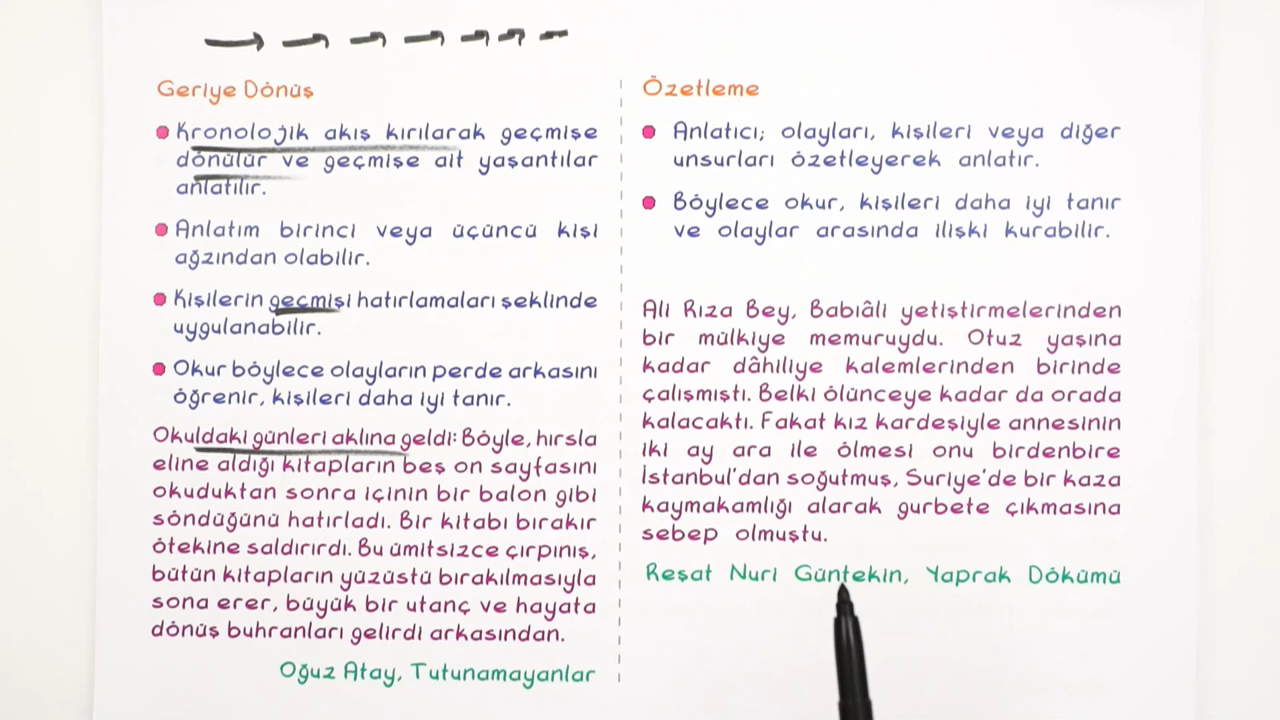 Geriye Dönüş
Kronolojik akış kırılarak geçmişe
dönülür ve geçmişe ait yaşantılar
anlatılır.
Anlatım birinci veya üçüncü kişi
ağzından olabilir.
Kişilerin geçmişi hatırlamaları şeklinde
uygulanabilir.
Okur böylece olayların perde arkasını
öğrenir, kişileri daha iyi tanır.
Okuldaki günleri aklına geldi: Böyle, hırsla
eline aldığı kitapların beş on sayfasını
okuduktan sonra içinin bir balon gibi
söndüğünü hatırladı. Bir kitabı bırakır
ötekine saldırırdı. Bu ümitsizce çırpınış,
bütün kitapların yüzüstü bırakılmasıyla
sona erer, büyük bir utanç ve hayata
dönüş buhranları gelirdi arkasından.
Oğuz Atay, Tutunamayanlar
Özetleme
Anlatıcı; olayları, kişileri veya diğer
unsurları özetleyerek anlatır.
Böylece okur, kişileri daha iyi tanır
ve olaylar arasında ilişki kurabilir.
Ali Rıza Bey, Babıâli yetiştirmelerinden
bir mülkiye memuruydu. Otuz yaşına
kadar dâhiliye kalemlerinden birinde
çalışmıştı. Belki ölünceye kadar da orada
kalacaktı. Fakat kız kardeşiyle annesinin
iki ay ara ile ölmesi onu birdenbire
İstanbul'dan soğutmuş, Suriye'de bir kaza
kaymakamlığı alarak gurbete çıkmasına
sebep olmuştu.
Reşat Nuri Güntekin, Yaprak Dökümü